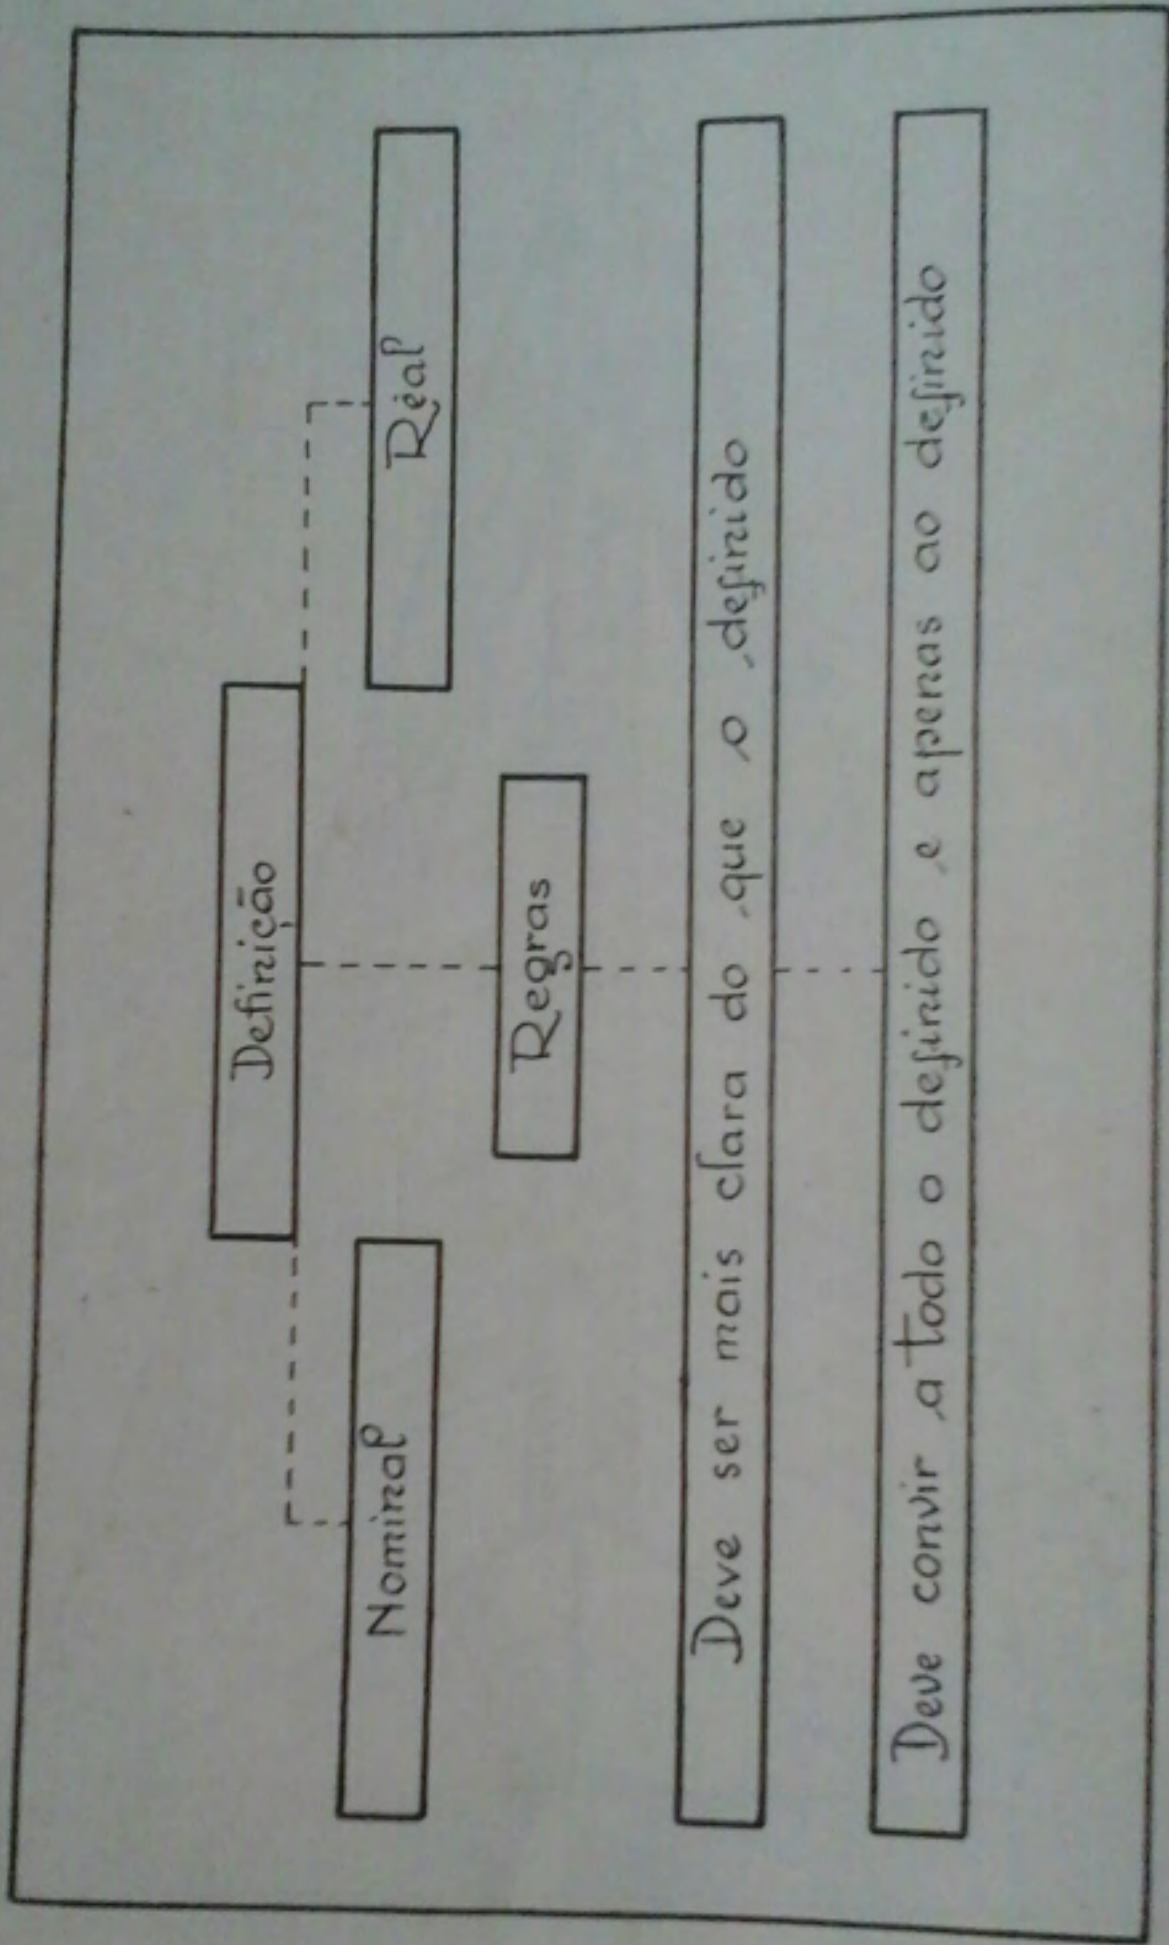 Definição
Nominal
Real
Regras
Deve ser mais clara do que o definido
Deve convir a todo o definido e apenas ao definido